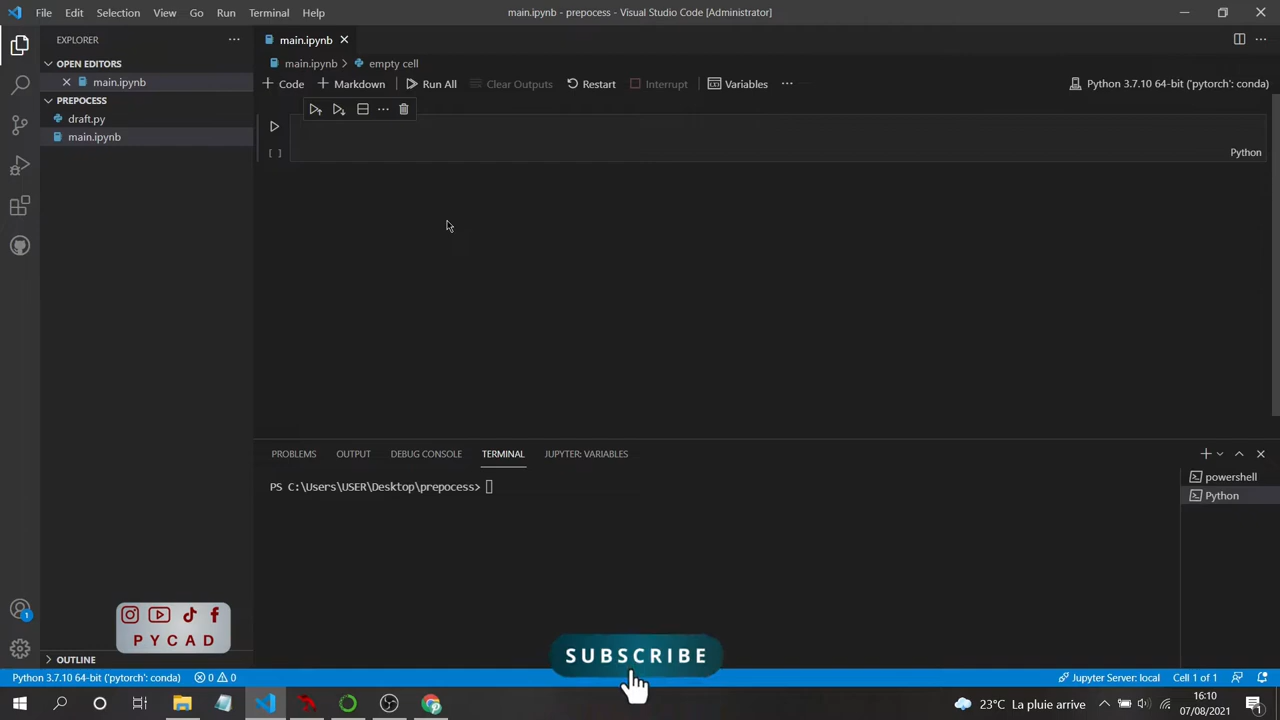 File Edit Selection View Go Run Terminal Help
main.ipynb - prepocess - Visual Studio Code [Administrator]
EXPLORER
OPEN EDITORS
main.ipynb
PREPOCESS
draft.py
main.ipynb
OUTLINE
main.ipynb
main.ipynb > empty cell
+ Code + Markdown Run All Clear Outputs Restart Interrupt Variables
Python 3.7.10 64-bit ('pytorch': conda)
[ ]
Python
PROBLEMS OUTPUT DEBUG CONSOLE TERMINAL JUPYTER: VARIABLES
PS C:\Users\USER\Desktop\prepocess>
powershell
Python
PYCAD
SUBSCRIBE
Python 3.7.10 64-bit ('pytorch': conda) 0 0
Jupyter Server: local Cell 1 of 1
23°C La pluie arrive
16:10
07/08/2021
1
1